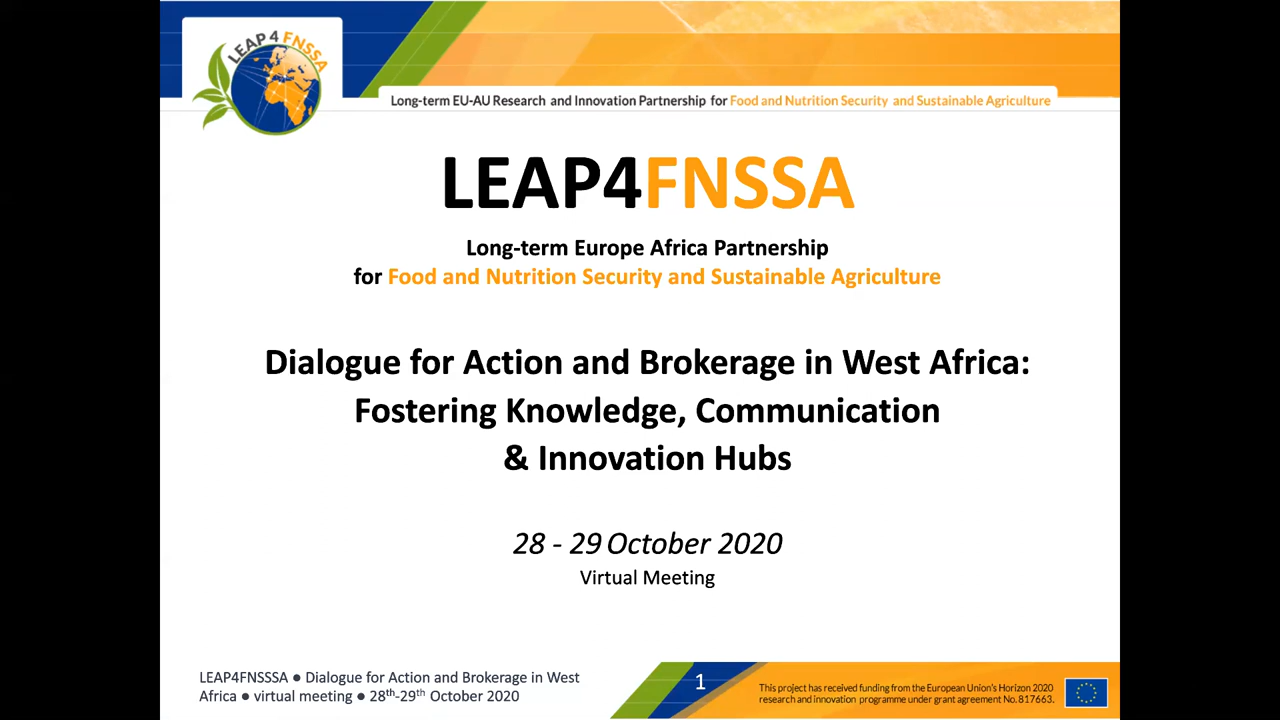 LEAP 4 FNSSA
Long-term EU-AU Research and Innovation Partnership for Food and Nutrition Security and Sustainable Agriculture
LEAP4FNSSA
Long-term Europe Africa Partnership
for Food and Nutrition Security and Sustainable Agriculture
Dialogue for Action and Brokerage in West Africa:
Fostering Knowledge, Communication
& Innovation Hubs
28 - 29 October 2020
Virtual Meeting
LEAP4FNSSSA ● Dialogue for Action and Brokerage in West
Africa ● virtual meeting ● 28th-29th October 2020
1
This project has received funding from the European Union's Horizon 2020
research and innovation programme under grant agreement No. 817663.